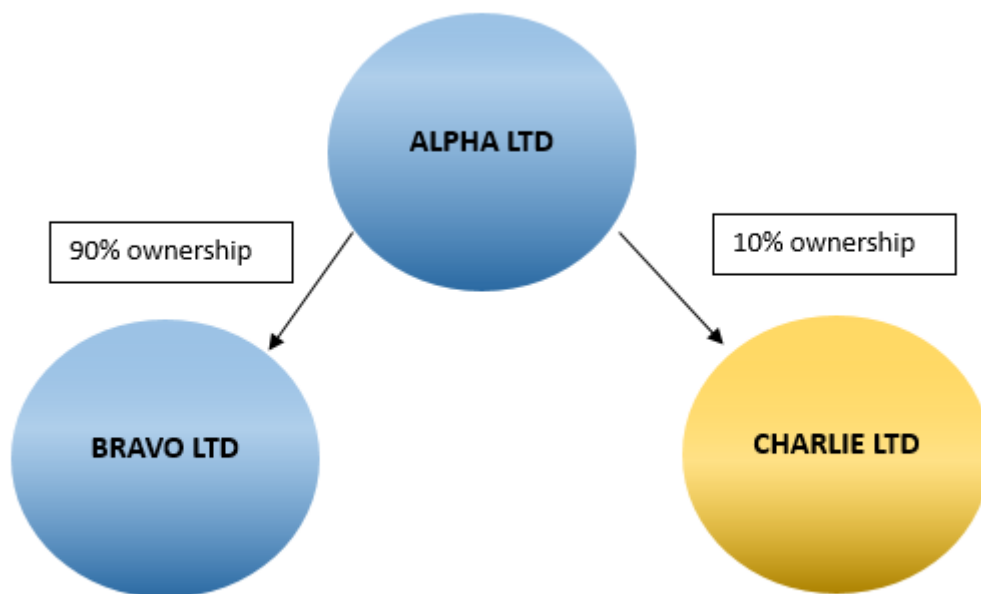 ALPHA LTD
90% ownership
10% ownership
BRAVO LTD
CHARLIE LTD